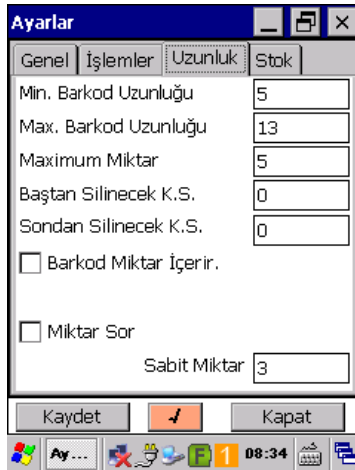 Ayarlar
Genel İşlemler Uzunluk Stok
Min. Barkod Uzunluğu 5
Max. Barkod Uzunluğu 13
Maximum Miktar 5
Baştan Silinecek K.S. 0
Sondan Silinecek K.S. 0
Barkod Miktar İçerir.
Miktar Sor
Sabit Miktar 3
Kaydet Kapat
Ay... F 1 08:34